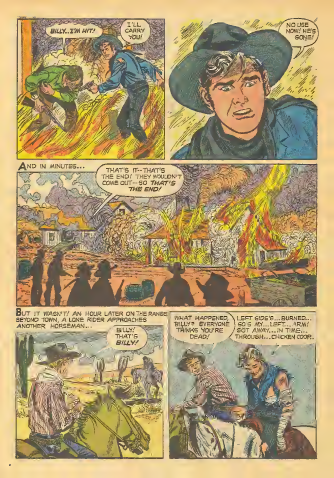 BILLY..I'M HIT!
I'LL
CARRY
YOU!
NO USE
NOW! HE'S
GONE!
AND IN MINUTES...
THAT'S IT--THAT'S
THE END! THEY WOULDN'T
COME OUT--SO THAT'S
THE END!
BUT IT WASN'T! AN HOUR LATER ON THE RANGE
BEYOND TOWN, A LONE RIDER APPROACHES
ANOTHER HORSEMAN...
BILLY!
THAT'S
BILLY!
WHAT HAPPENED,
BILLY? EVERYONE
THINKS YOU'RE
DEAD!
LEFT SIDE'S...BURNED...
SO'S MY...LEFT...ARM!
GOT AWAY...IN TIME...
THROUGH...CHICKEN COOP!